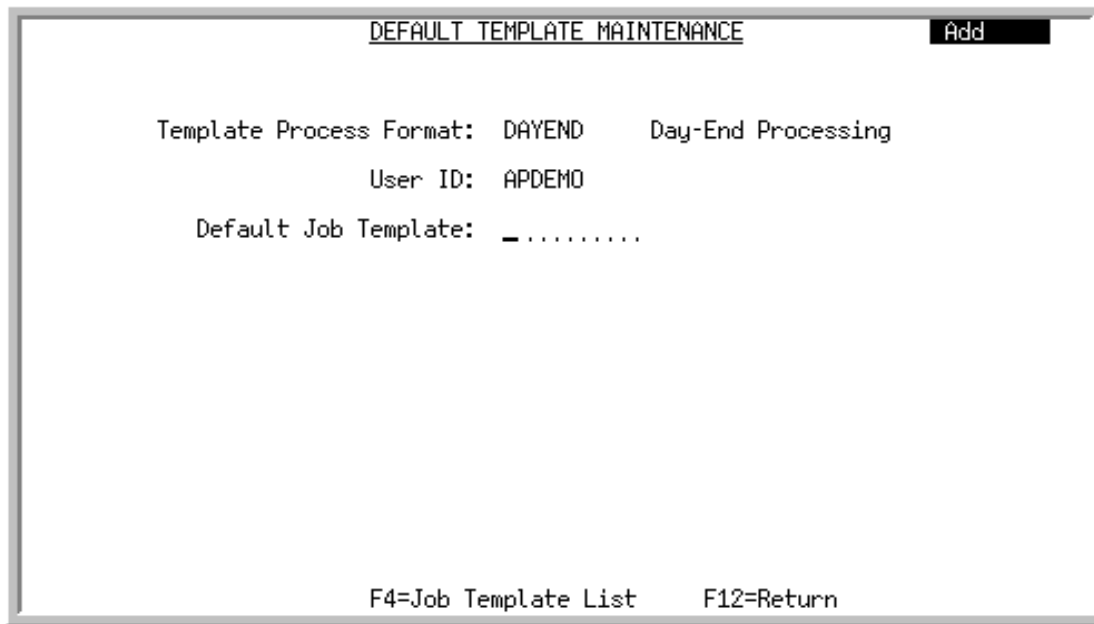 DEFAULT TEMPLATE MAINTENANCE Add
Template Process Format: DAYEND Day-End Processing
User ID: APDEMO
Default Job Template: _.........
F4=Job Template List F12=Return